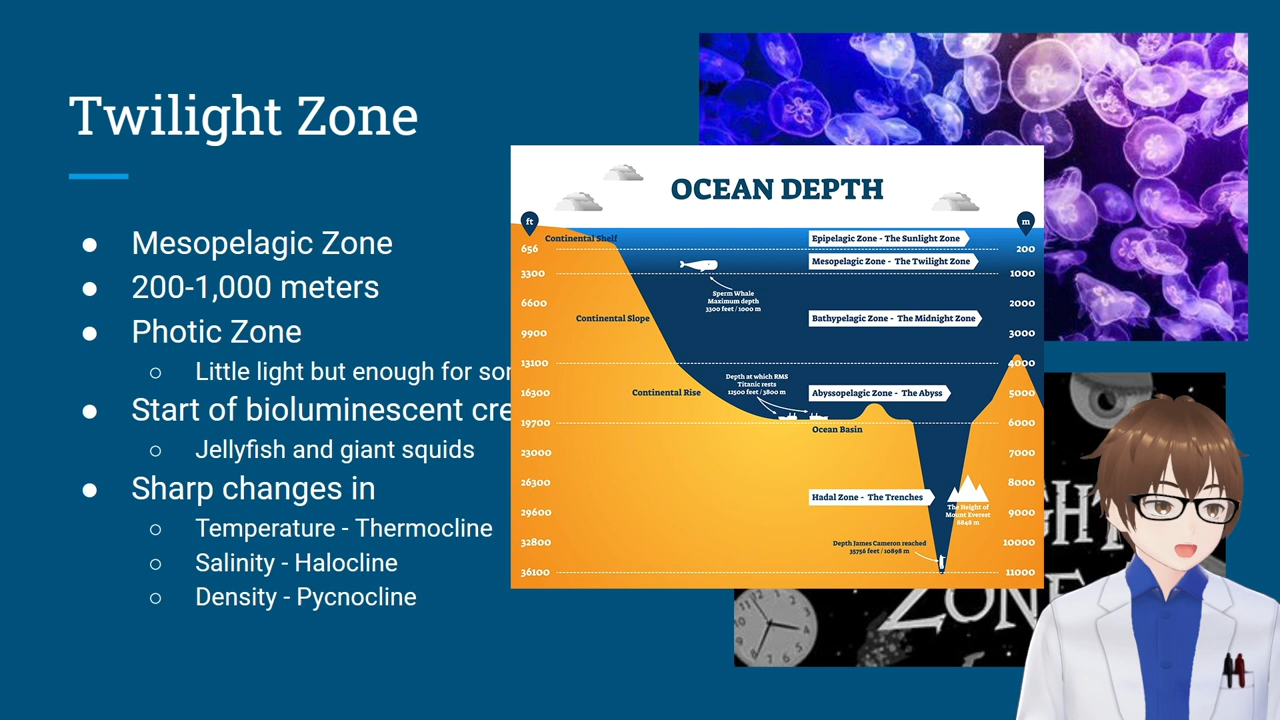 Twilight Zone
● Mesopelagic Zone
● 200-1,000 meters
● Photic Zone
○ Little light but enough for
● Start of bioluminescent
○ Jellyfish and giant squids
● Sharp changes in
○ Temperature - Thermocline
○ Salinity - Halocline
○ Density - Pycnocline
OCEAN DEPTH
ft
m
Continental Shelf
Epipelagic Zone - The Sunlight Zone
656
200
Mesopelagic Zone - The Twilight Zone
3300
1000
Sperm Whale
Maximum depth
3300 feet / 1000 m
6600
2000
Continental Slope
Bathypelagic Zone - The Midnight Zone
9900
3000
13100
4000
Depth at which RMS
Titanic rests
12500 feet / 3800 m
16300
Continental Rise
Abyssopelagic Zone - The Abyss
5000
19700
6000
Ocean Basin
23000
7000
26300
8000
Hadal Zone - The Trenches
The Height of
Mount Everest
8848 m
29600
9000
32800
10000
Depth James Cameron reached
35756 feet / 10898 m
36100
11000